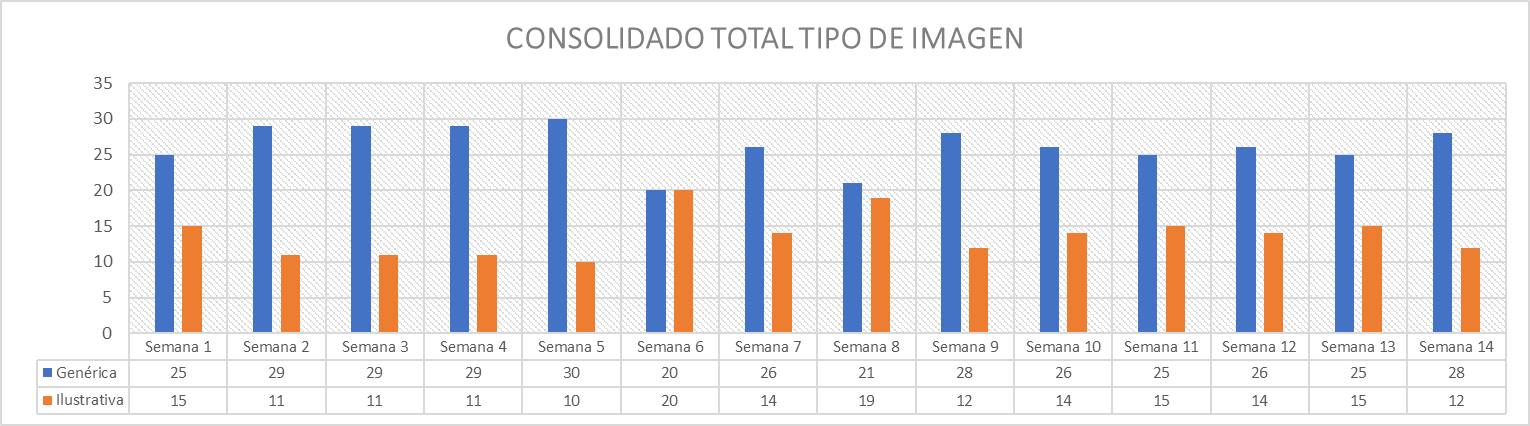 CONSOLIDADO TOTAL TIPO DE IMAGEN
35
30
25
20
15
10
5
0
Semana 1 Semana 2 Semana 3 Semana 4 Semana 5 Semana 6 Semana 7 Semana 8 Semana 9 Semana 10 Semana 11 Semana 12 Semana 13 Semana 14
Genérica 25 29 29 29 30 20 26 21 28 26 25 26 25 28
Ilustrativa 15 11 11 11 10 20 14 19 12 14 15 14 15 12